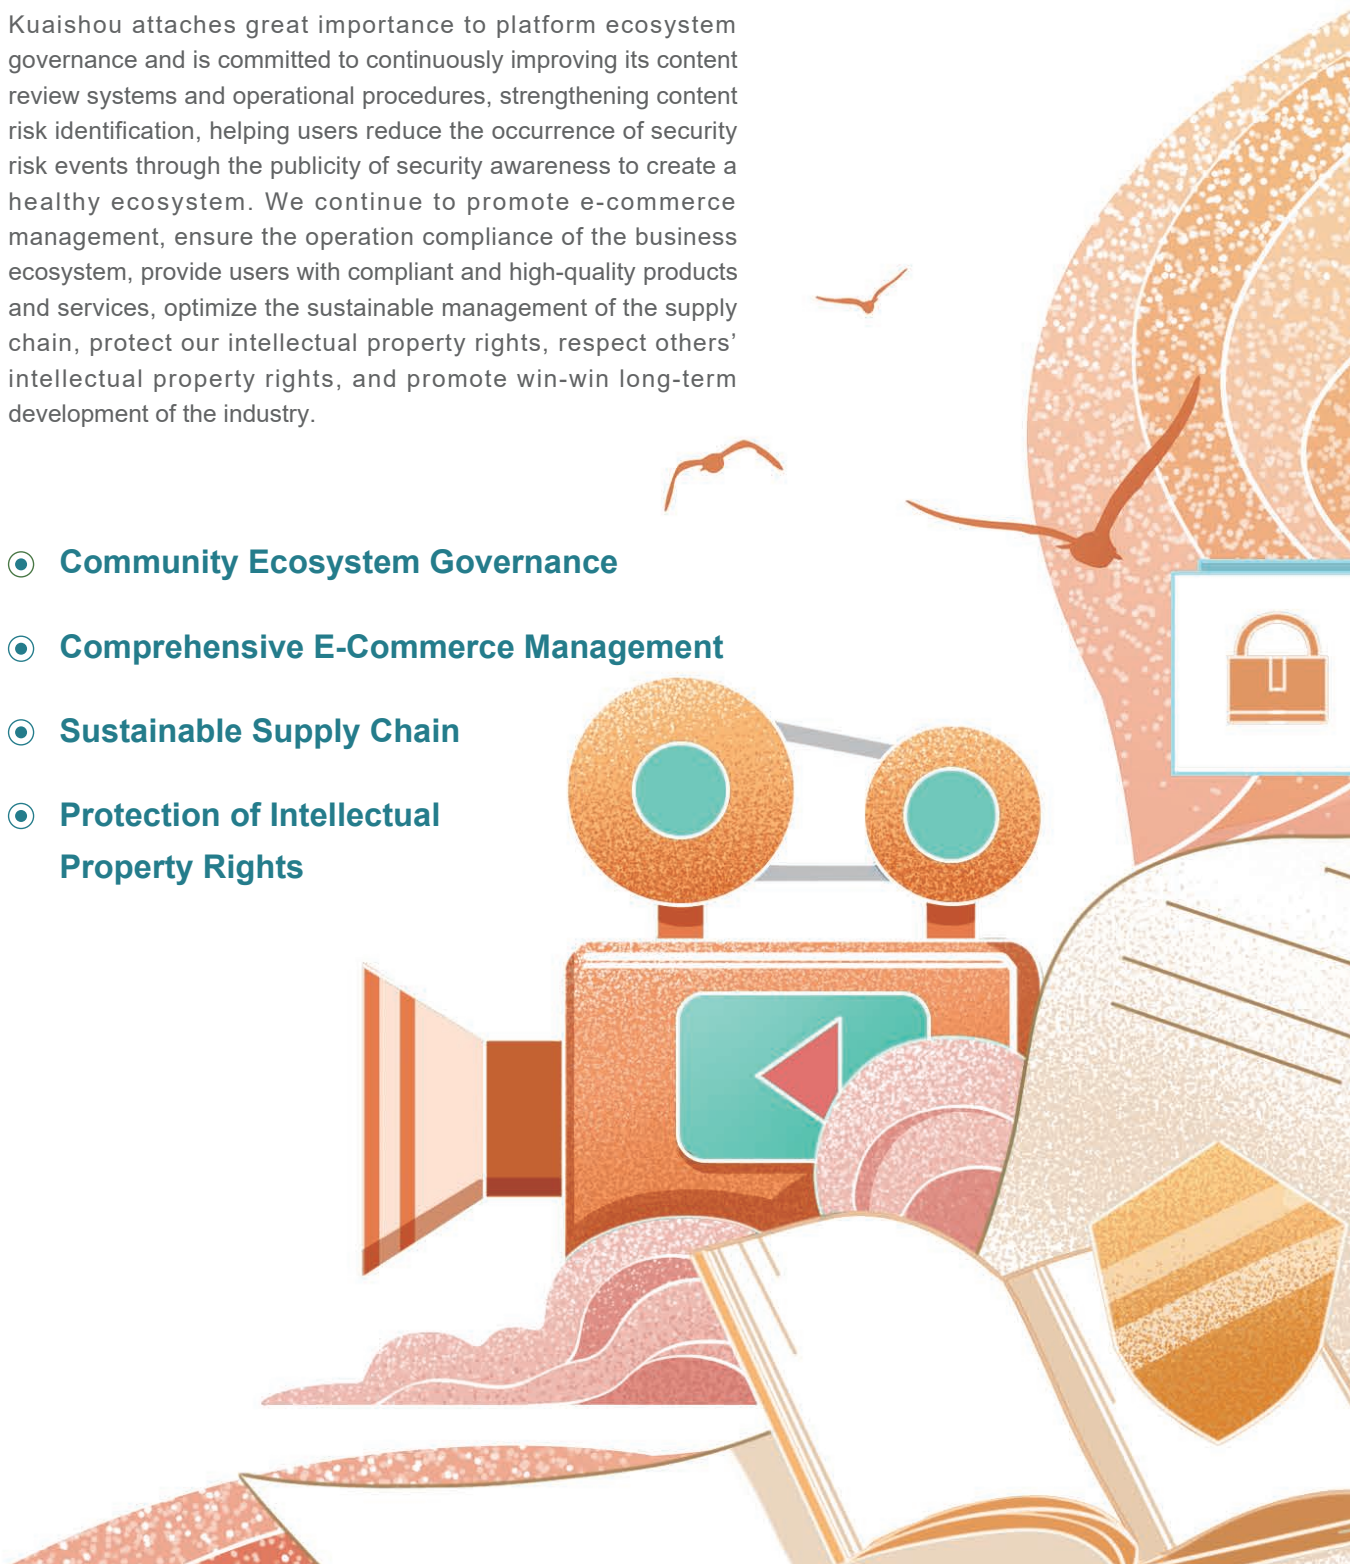 Kuaishou attaches great importance to platform ecosystem
governance and is committed to continuously improving its content
review systems and operational procedures, strengthening content
risk identification, helping users reduce the occurrence of security
risk events through the publicity of security awareness to create a
healthy ecosystem. We continue to promote e-commerce
management, ensure the operation compliance of the business
ecosystem, provide users with compliant and high-quality products
and services, optimize the sustainable management of the supply
chain, protect our intellectual property rights, respect others’
intellectual property rights, and promote win-win long-term
development of the industry.
Community Ecosystem Governance
Comprehensive E-Commerce Management
Sustainable Supply Chain
Protection of Intellectual
Property Rights